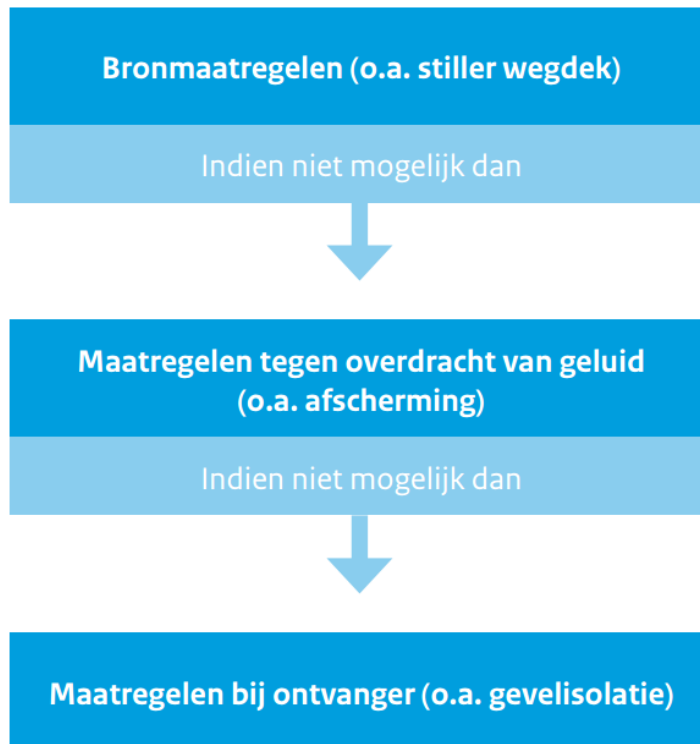 Bronmaatregelen (o.a. stiller wegdek)
Indien niet mogelijk dan
Maatregelen tegen overdracht van geluid
(o.a. afscherming)
Indien niet mogelijk dan
Maatregelen bij ontvanger (o.a. gevelisolatie)